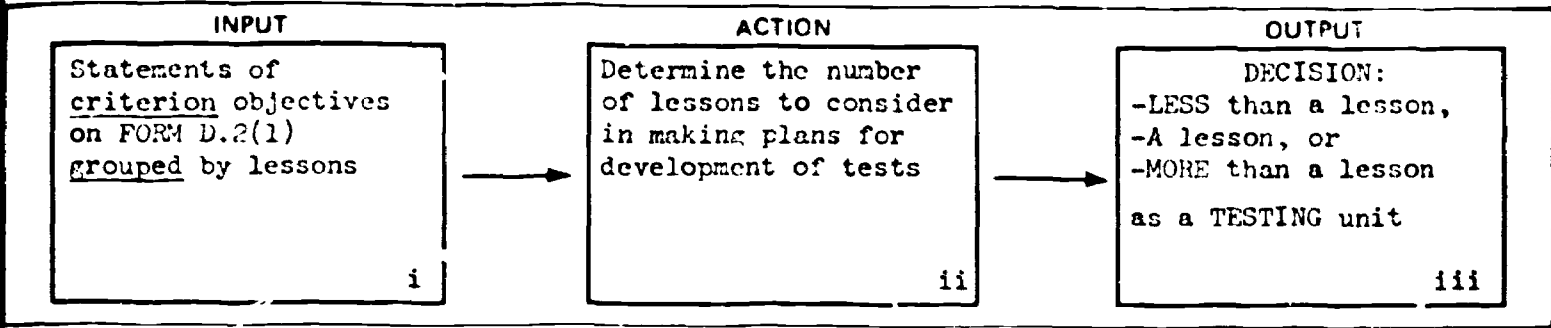 INPUT
Statements of
criterion objectives
on FORM D.2(1)
grouped by lessons
i
ACTION
Determine the number
of lessons to consider
in making plans for
development of tests
ii
OUTPUT
DECISION:
-LESS than a lesson,
-A lesson, or
-MORE than a lesson
as a TESTING unit
iii